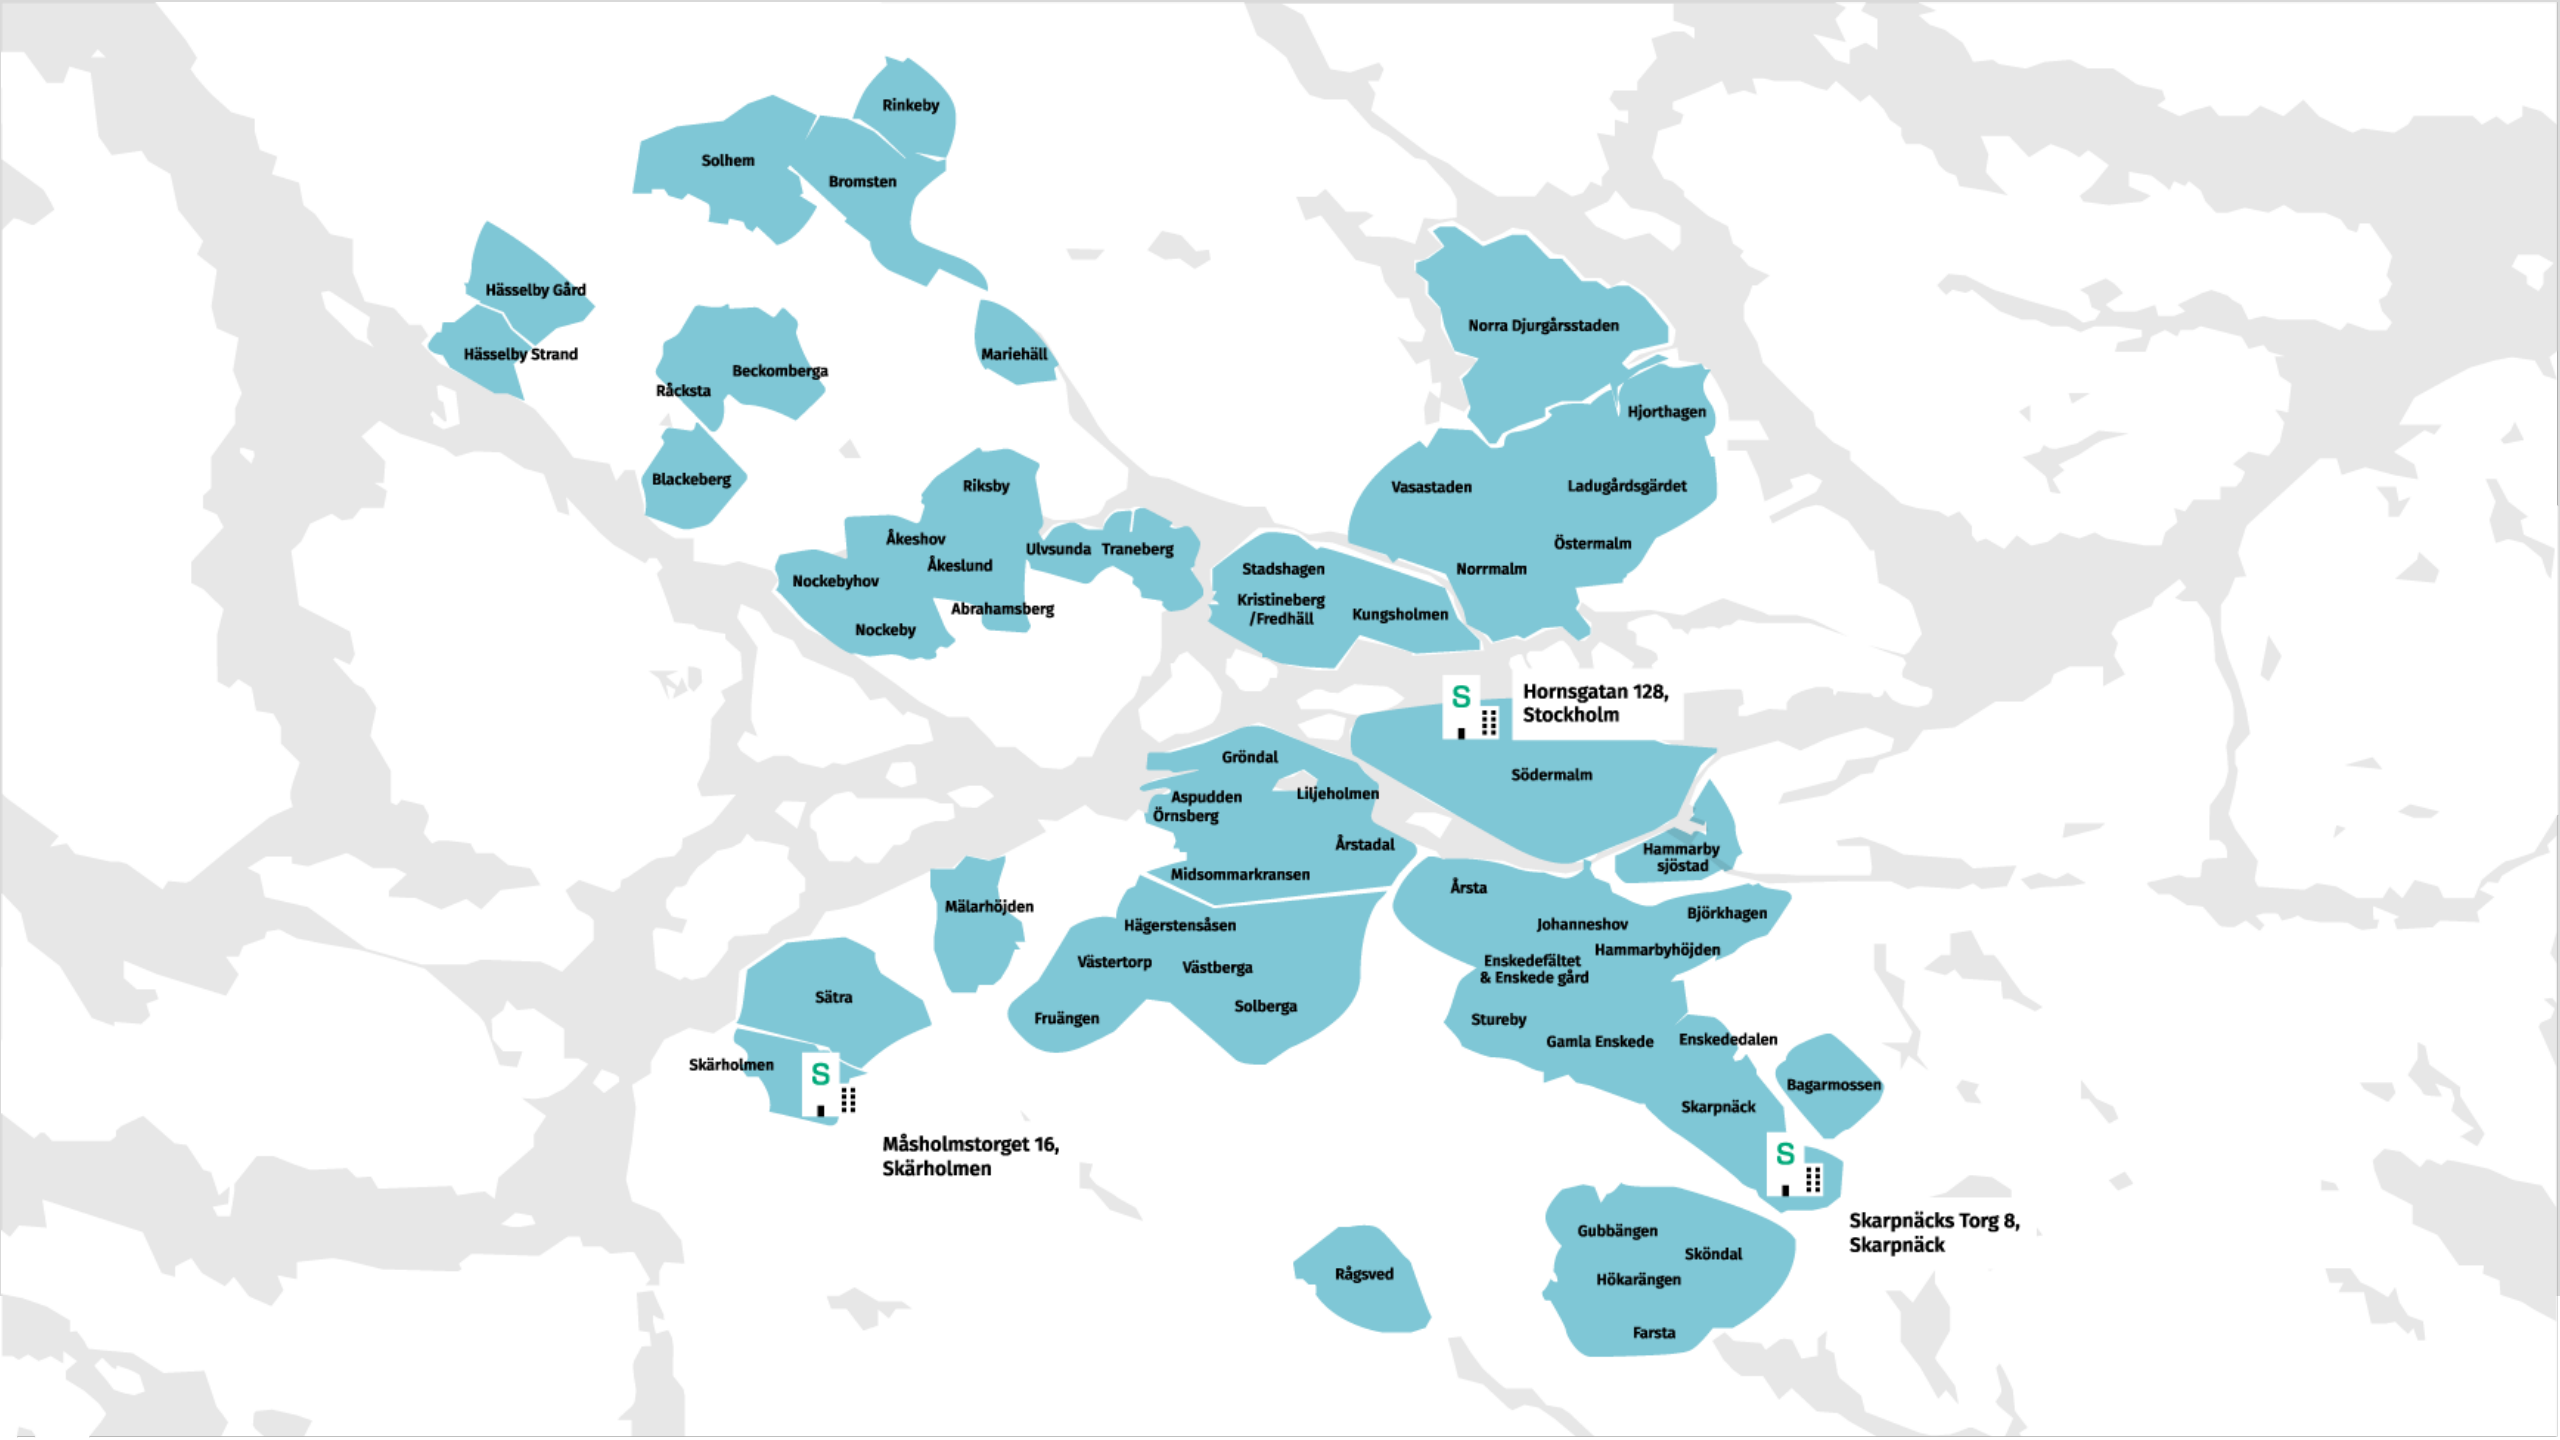 Rinkeby
Solhem
Bromsten
Hässelby Gård
Hässelby Strand
Mariehäll
Beckomberga
Råcksta
Blackeberg
Norra Djurgårsstaden
Hjorthagen
Vasastaden
Ladugårdsgärdet
Östermalm
Norrmalm
Riksby
Åkeshov
Åkeslund
Ulvsunda
Traneberg
Nockebyhov
Abrahamsberg
Nockeby
Stadshagen
Kristineberg
/Fredhäll
Kungsholmen
S
Hornsgatan 128,
Stockholm
Södermalm
Gröndal
Aspudden
Örnsberg
Liljeholmen
Årstadal
Midsommarkransen
Hammarby
sjöstad
Mälarhöjden
Hägerstensåsen
Västertorp
Västberga
Solberga
Fruängen
Årsta
Johanneshov
Björkhagen
Hammarbyhöjden
Enskedefältet
& Enskede gård
Stureby
Gamla Enskede
Enskededalen
Sätra
Skärholmen
S
Måsholmstorget 16,
Skärholmen
Bagarmossen
Skarpnäck
S
Skarpnäcks Torg 8,
Skarpnäck
Gubbängen
Sköndal
Hökarängen
Farsta
Rågsved